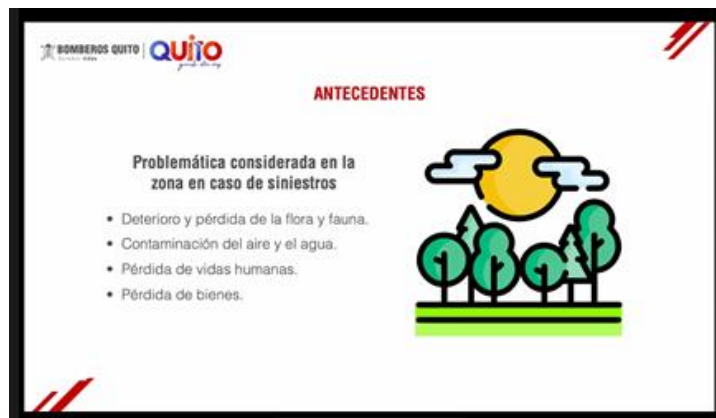 BOMBEROS QUITO
QUITO
ANTECEDENTES
Problemática considerada en la
zona en caso de siniestros
• Deterioro y pérdida de la flora y fauna.
• Contaminación del aire y el agua.
• Pérdida de vidas humanas.
• Pérdida de bienes.